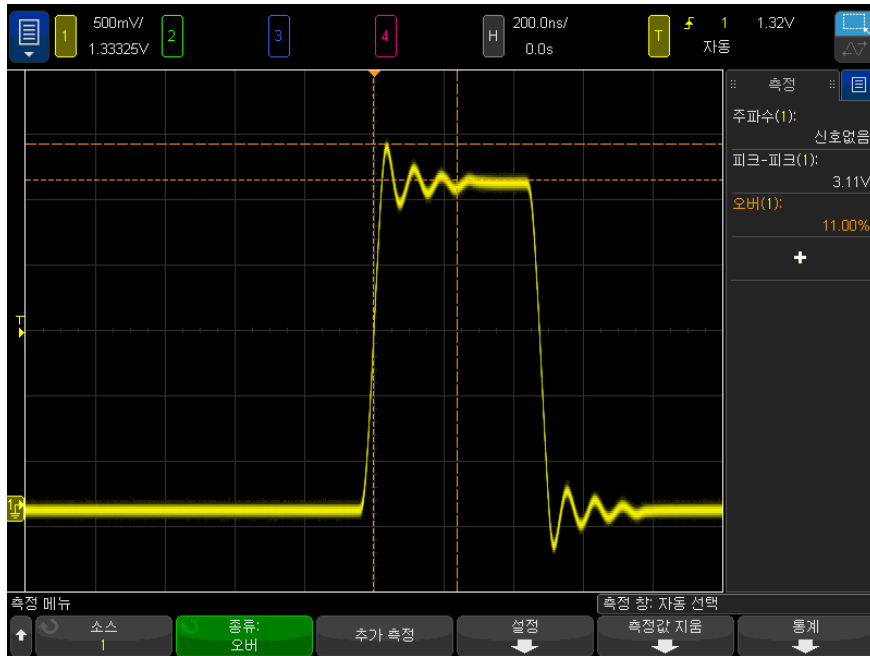 1 500mV/ 2 3 4 H 200.0ns/ T 1 1.32V
1.33325V 0.0s 자동
측정
주파수(1):
신호없음
피크-피크(1):
3.11V
오버(1):
11.00%
+
T
1
측정 메뉴 측정 창: 자동 선택
소스 종류: 추가 측정 설정 측정값 지움 통계
1 오버